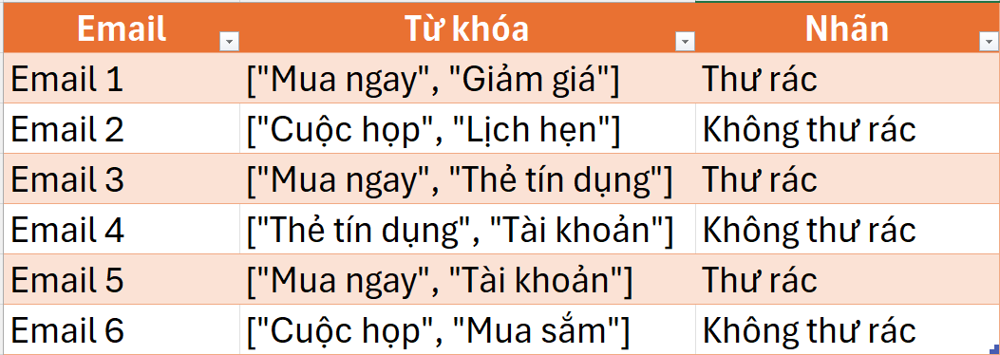 Email Từ khóa Nhãn
Email 1 ["Mua ngay", "Giảm giá"] Thư rác
Email 2 ["Cuộc họp", "Lịch hẹn"] Không thư rác
Email 3 ["Mua ngay", "Thẻ tín dụng"] Thư rác
Email 4 ["Thẻ tín dụng", "Tài khoản"] Không thư rác
Email 5 ["Mua ngay", "Tài khoản"] Thư rác
Email 6 ["Cuộc họp", "Mua sắm"] Không thư rác